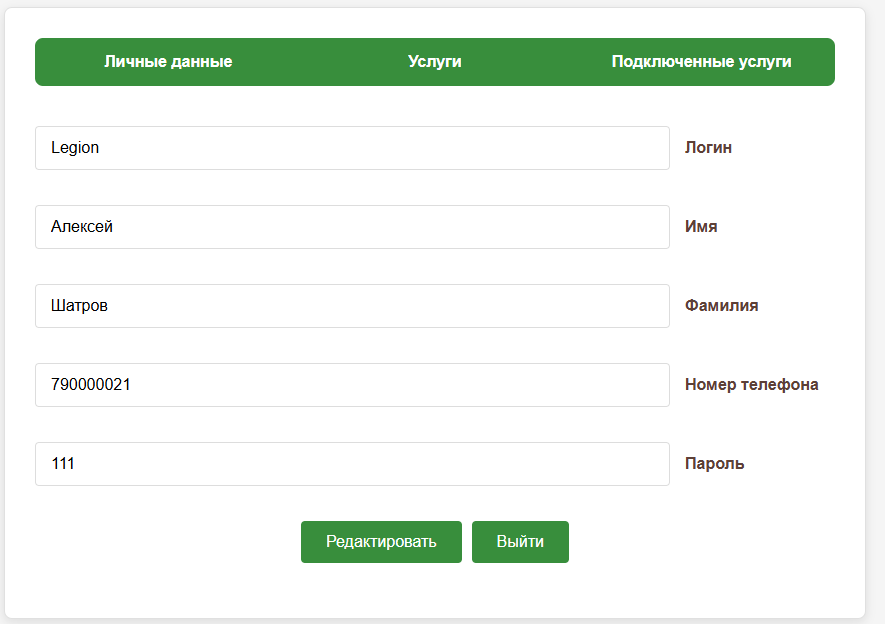 Личные данные Услуги Подключенные услуги
Legion Логин
Алексей Имя
Шатров Фамилия
790000021 Номер телефона
111 Пароль
Редактировать Выйти